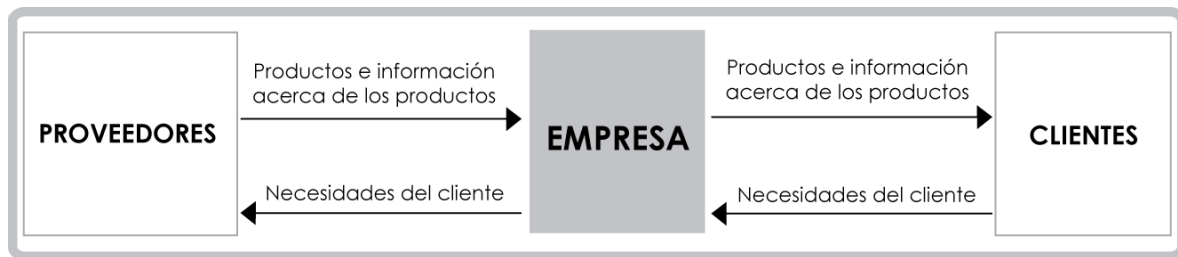 PROVEEDORES
Productos e información
acerca de los productos
Necesidades del cliente
EMPRESA
Productos e información
acerca de los productos
Necesidades del cliente
CLIENTES